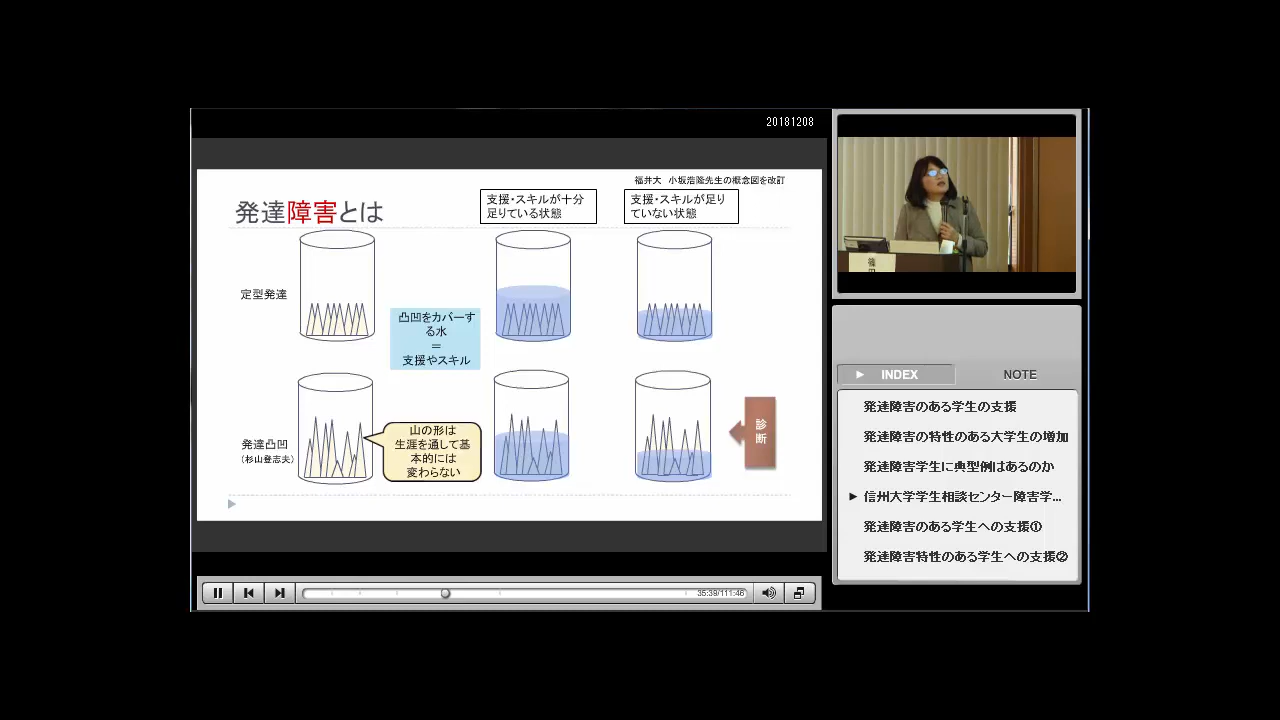 20181208
福井大 小坂浩隆先生の概念図を改訂
発達障害とは
支援・スキルが十分
足りている状態
支援・スキルが足り
ていない状態
定型発達
凸凹をカバーす
る水
＝
支援やスキル
発達凸凹
（杉山登志夫）
山の形は
生涯を通して基
本的には
変わらない
診
断
35:39/111:46
INDEX
NOTE
発達障害のある学生の支援
発達障害の特性のある大学生の増加
発達障害学生に典型例はあるのか
信州大学学生相談センター障害学...
発達障害のある学生への支援①
発達障害特性のある学生への支援②